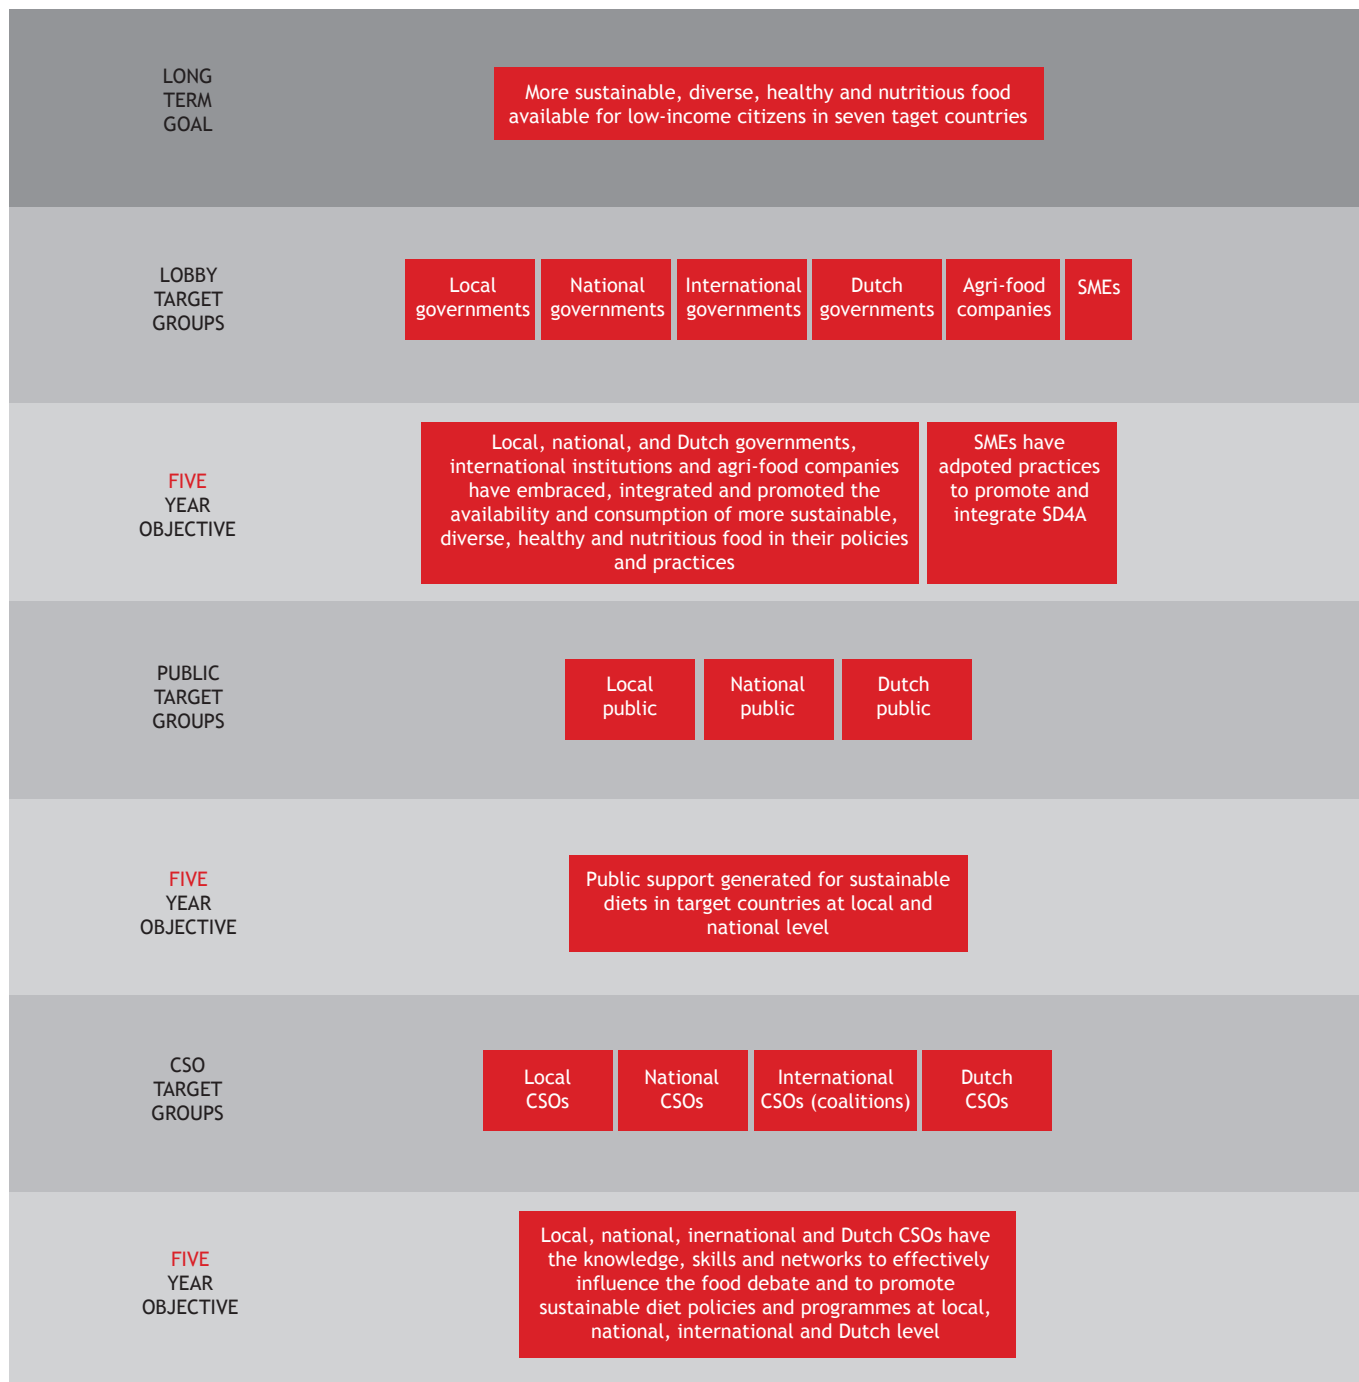 LONG
TERM
GOAL
More sustainable, diverse, healthy and nutritious food
available for low-income citizens in seven taget countries
LOBBY
TARGET
GROUPS
Local
governments
National
governments
International
governments
Dutch
governments
Agri-food
companies
SMEs
FIVE
YEAR
OBJECTIVE
Local, national, and Dutch governments,
international institutions and agri-food companies
have embraced, integrated and promoted the
availability and consumption of more sustainable,
diverse, healthy and nutritious food in their policies
and practices
SMEs have
adpoted practices
to promote and
integrate SD4A
PUBLIC
TARGET
GROUPS
Local
public
National
public
Dutch
public
FIVE
YEAR
OBJECTIVE
Public support generated for sustainable
diets in target countries at local and
national level
CSO
TARGET
GROUPS
Local
CSOs
National
CSOs
International
CSOs (coalitions)
Dutch
CSOs
FIVE
YEAR
OBJECTIVE
Local, national, inernational and Dutch CSOs have
the knowledge, skills and networks to effectively
influence the food debate and to promote
sustainable diet policies and programmes at local,
national, international and Dutch level